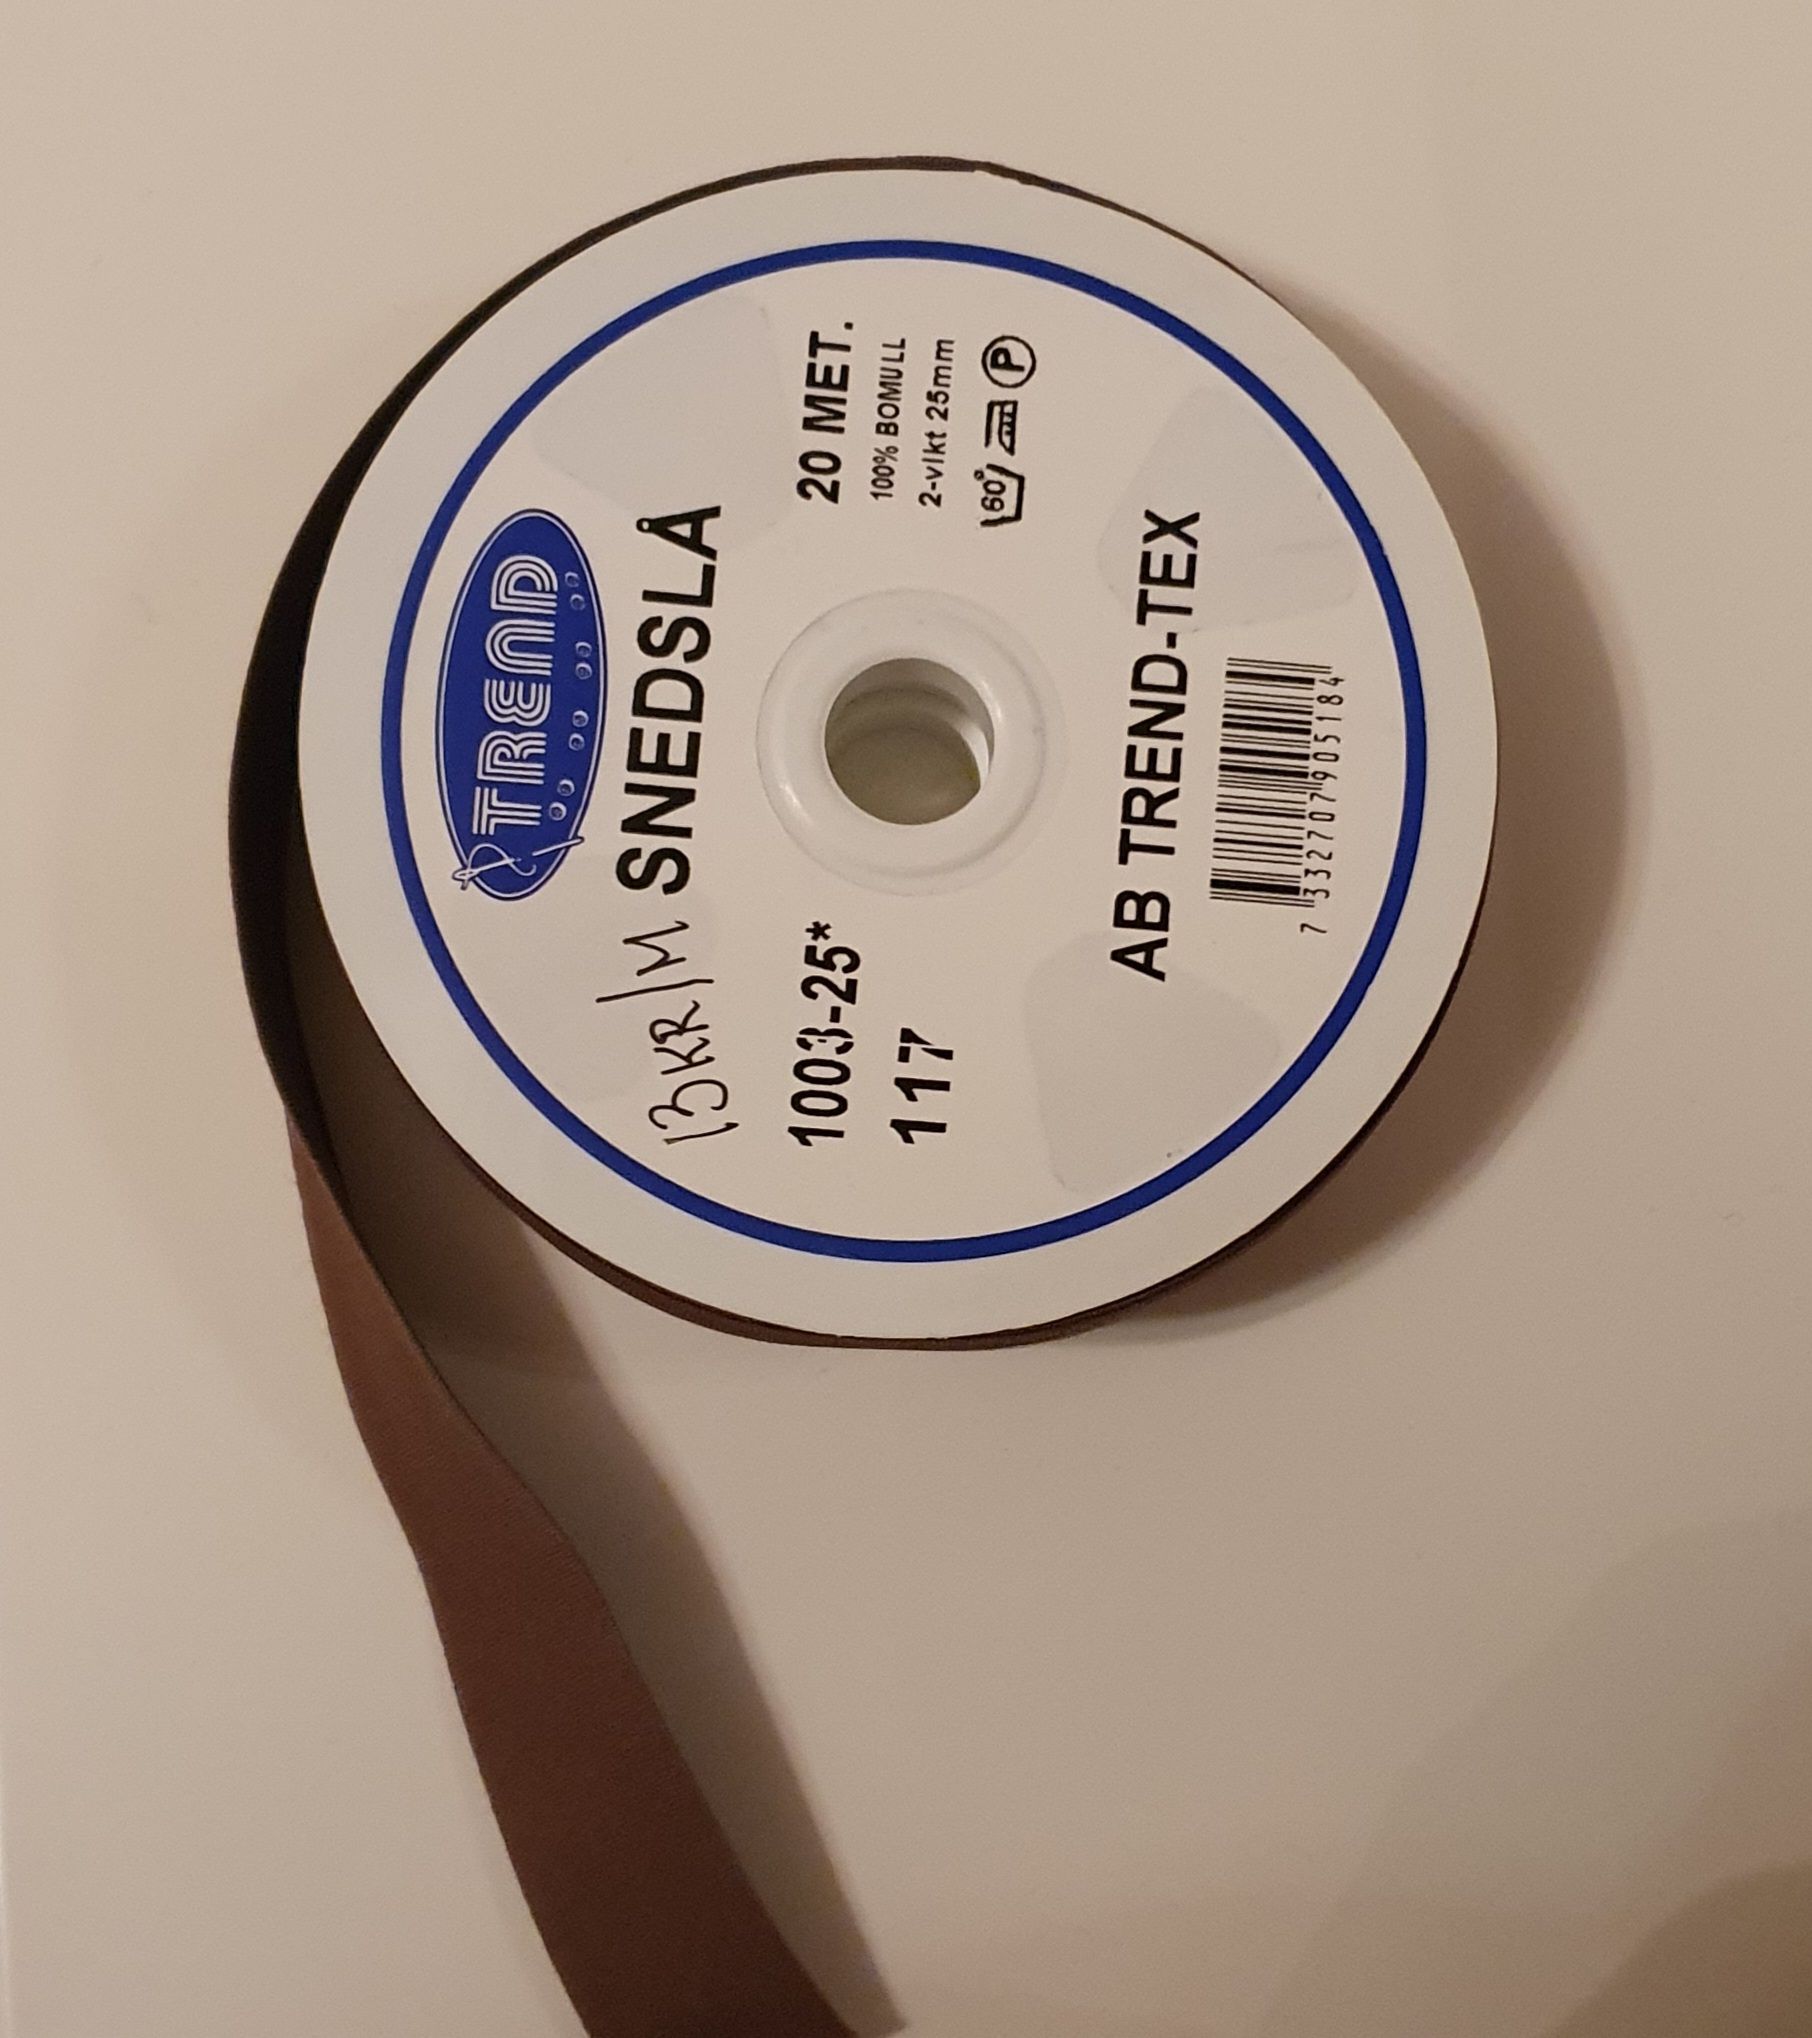 TREND
SNEDSLÅ
13KR/M
1003-25*
117
20 MET.
100% BOMULL
2-vlkt 25mm
60° P
AB TREND-TEX
7 332707 905184